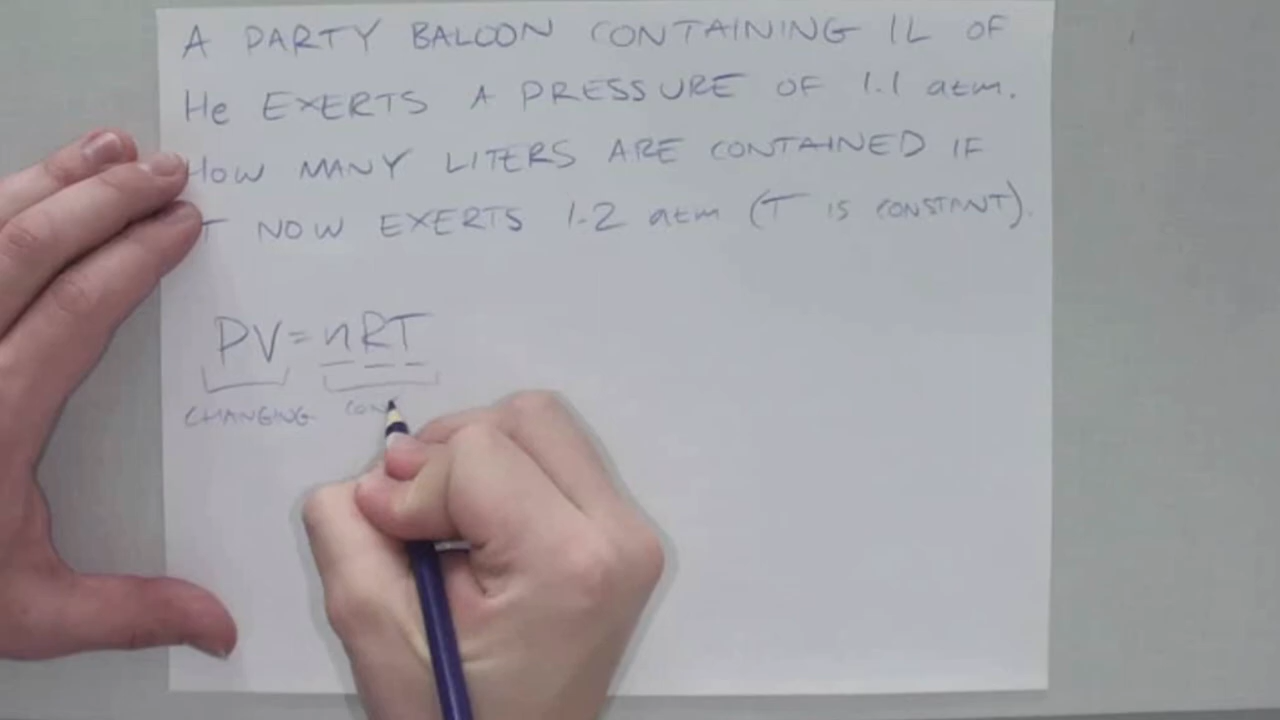 A PARTY BALOON CONTAINING 1L OF
He EXERTS A PRESSURE OF 1.1 atm.
HOW MANY LITERS ARE CONTAINED IF
T NOW EXERTS 1.2 atm (T IS CONSTANT).
PV = nRT
CHANGING CON